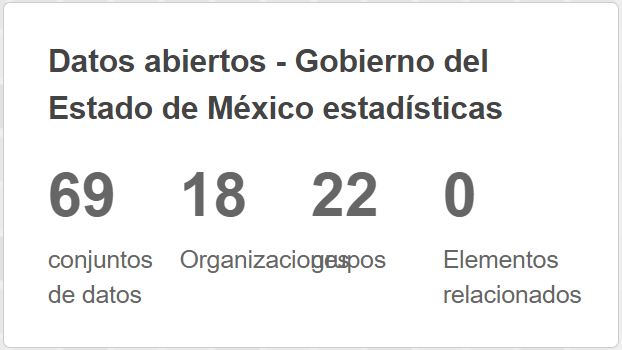 Datos abiertos - Gobierno del
Estado de México estadísticas
69 18 22 0
conjuntos Organizaciones grupos Elementos
de datos relacionados